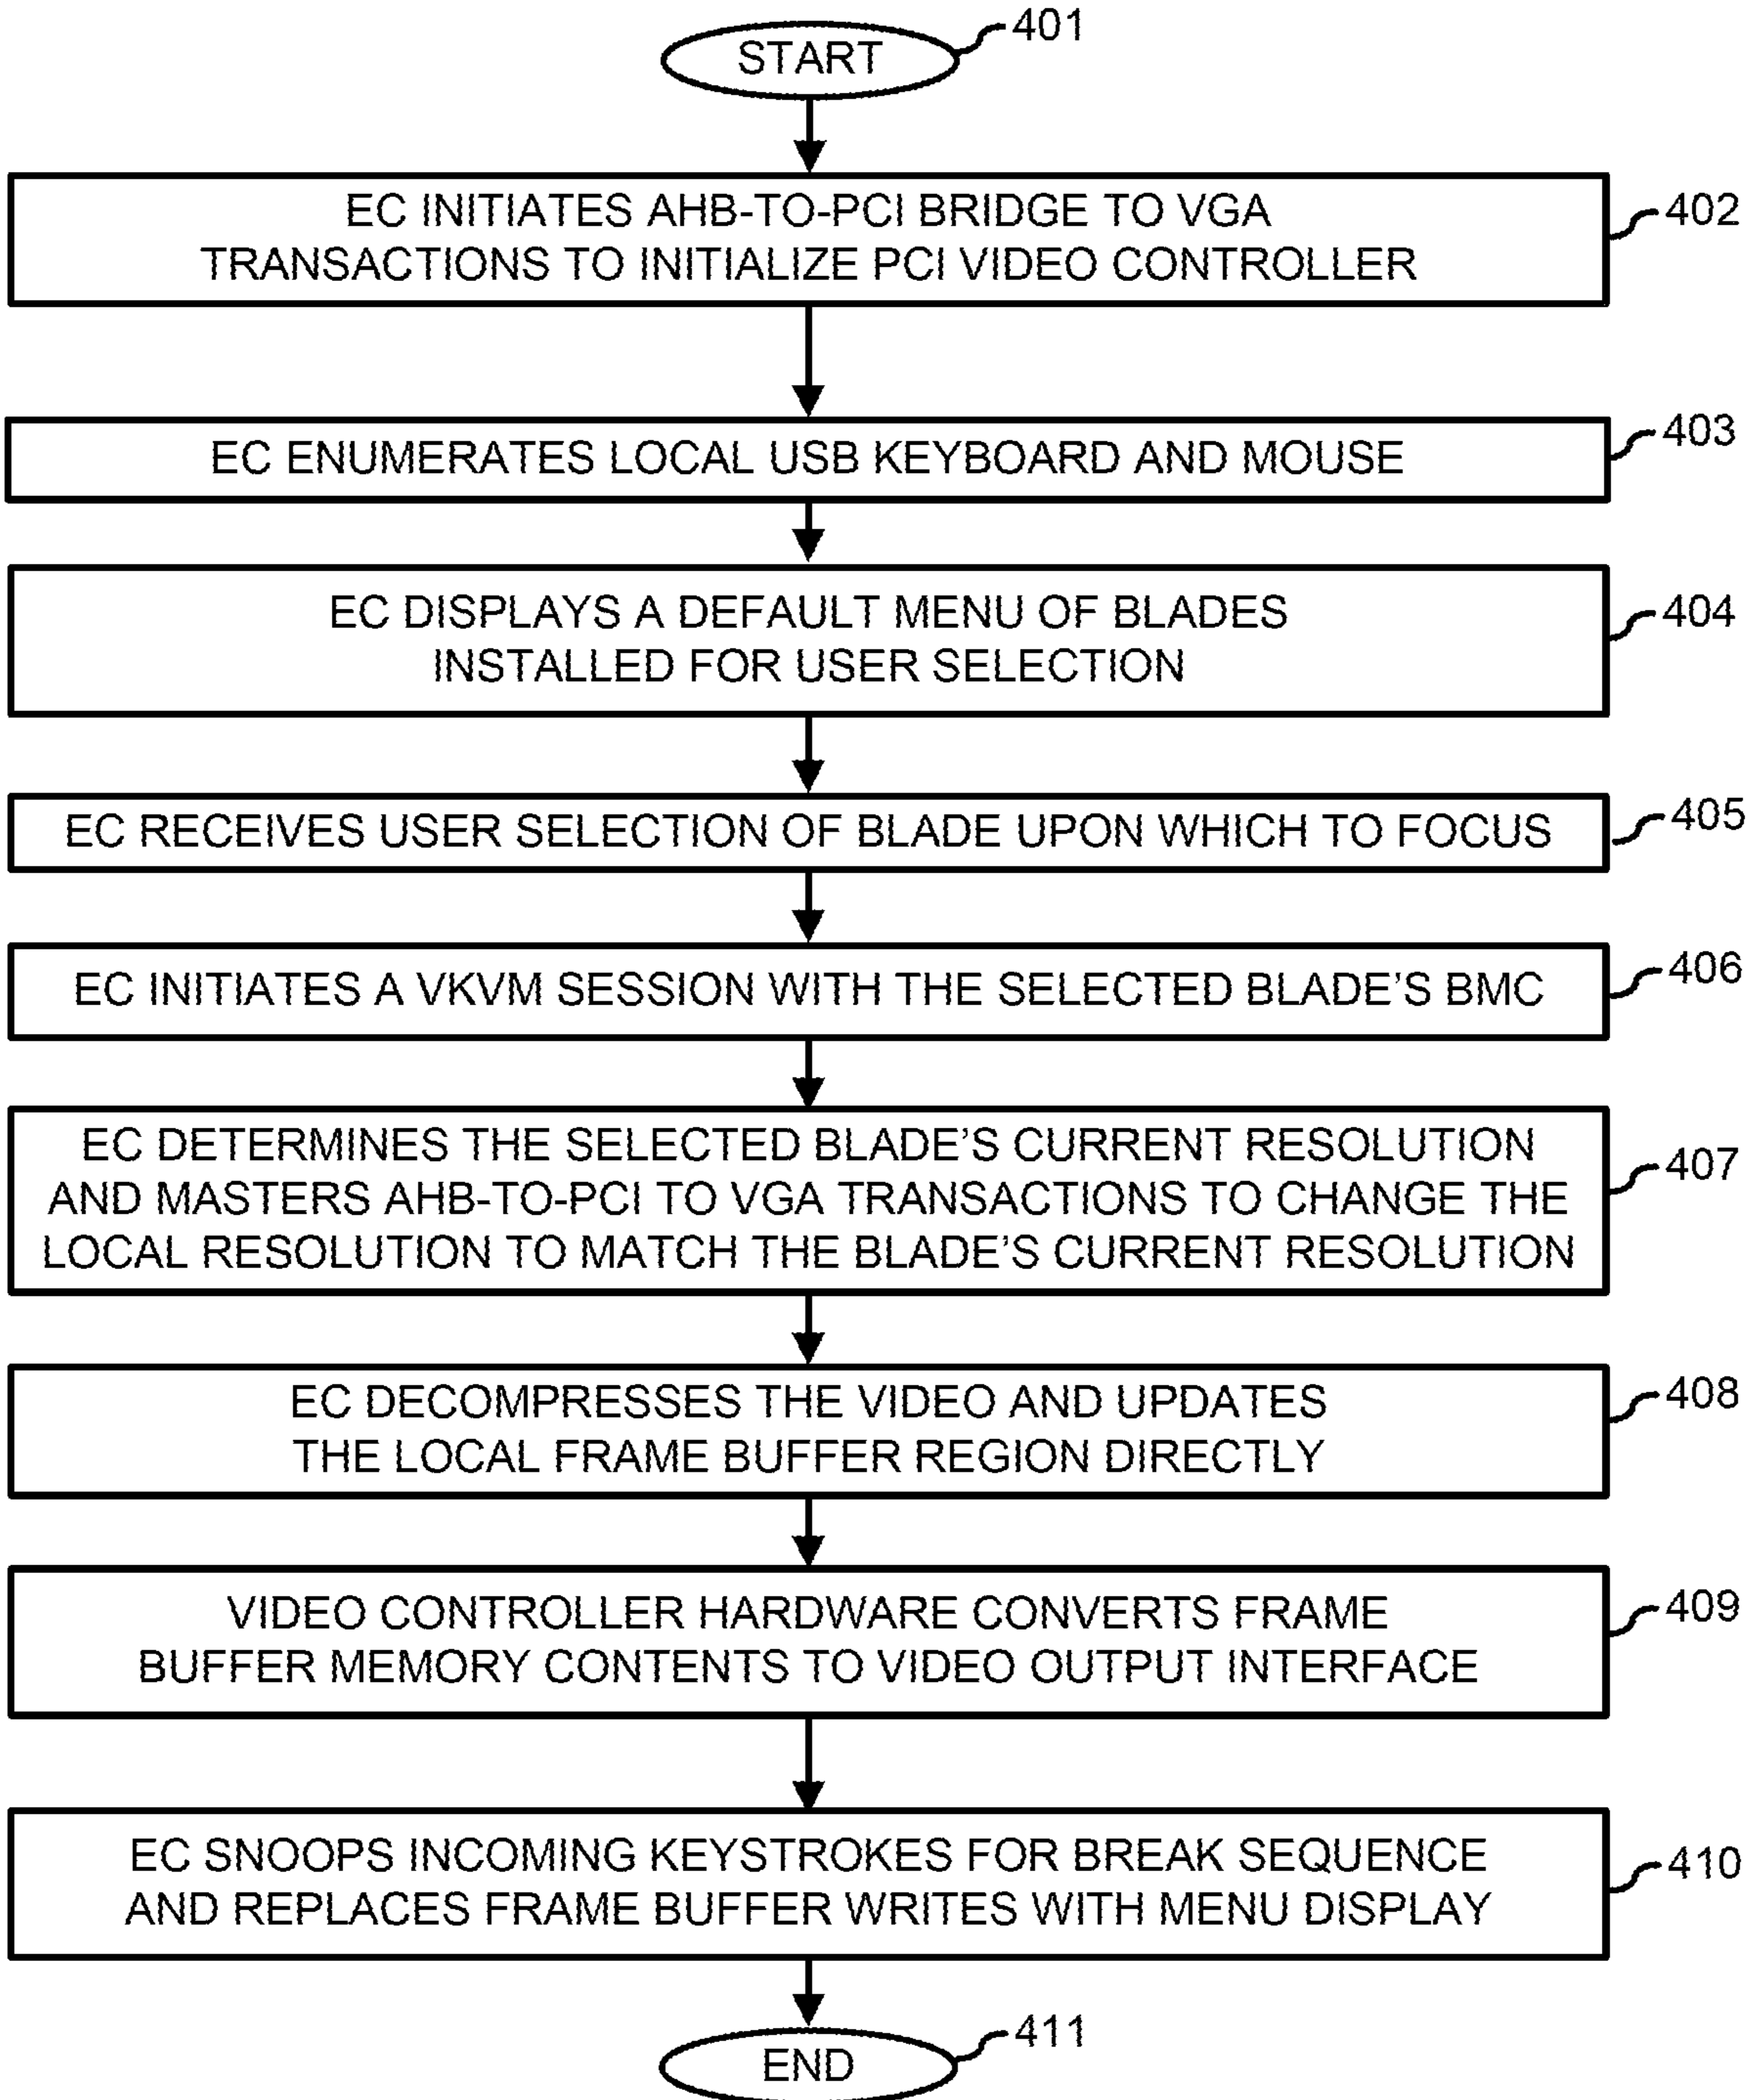 START
401
EC INITIATES AHB-TO-PCI BRIDGE TO VGA
TRANSACTIONS TO INITIALIZE PCI VIDEO CONTROLLER
402
EC ENUMERATES LOCAL USB KEYBOARD AND MOUSE
403
EC DISPLAYS A DEFAULT MENU OF BLADES
INSTALLED FOR USER SELECTION
404
EC RECEIVES USER SELECTION OF BLADE UPON WHICH TO FOCUS
405
EC INITIATES A VKVM SESSION WITH THE SELECTED BLADE'S BMC
406
EC DETERMINES THE SELECTED BLADE'S CURRENT RESOLUTION
AND MASTERS AHB-TO-PCI TO VGA TRANSACTIONS TO CHANGE THE
LOCAL RESOLUTION TO MATCH THE BLADE'S CURRENT RESOLUTION
407
EC DECOMPRESSES THE VIDEO AND UPDATES
THE LOCAL FRAME BUFFER REGION DIRECTLY
408
VIDEO CONTROLLER HARDWARE CONVERTS FRAME
BUFFER MEMORY CONTENTS TO VIDEO OUTPUT INTERFACE
409
EC SNOOPS INCOMING KEYSTROKES FOR BREAK SEQUENCE
AND REPLACES FRAME BUFFER WRITES WITH MENU DISPLAY
410
END
411